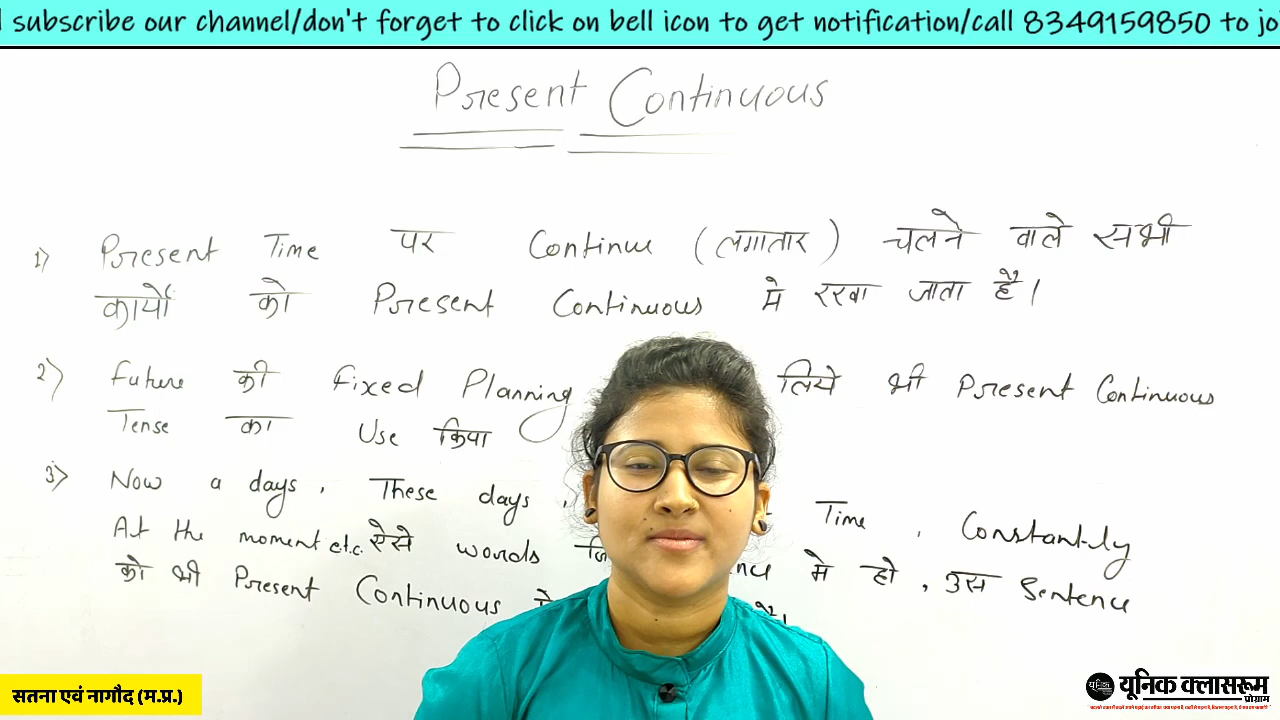 subscribe our channel/don't forget to click on bell icon to get notification/call 8349159850 to jo
Present Continuous
1) Present Time पर Continue (लगातार) चलने वाले सभी
कार्यो को Present Continuous मे रखा जाता है।
2) Future की Fixed Planning लिये भी Present Continuous
Tense का Use किया
3) Now a days, These days, Time, Constantly
At the moment etc. ऐसे words मे हो, उस Sentence
को भी Present Continuous
सतना एवं नागौद (म.प्र.)
यूनिक क्लासरूम
प्रोग्राम